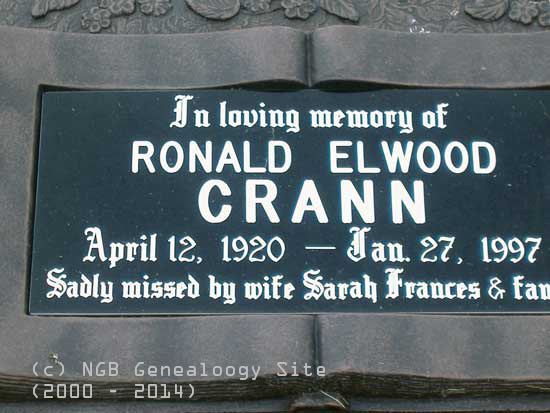 In loving memory of
RONALD ELWOOD
CRANN
April 12, 1920 — Jan. 27, 1997
Sadly missed by wife Sarah Frances & fam
(c) NGB Genealoogy Site
(2000 - 2014)